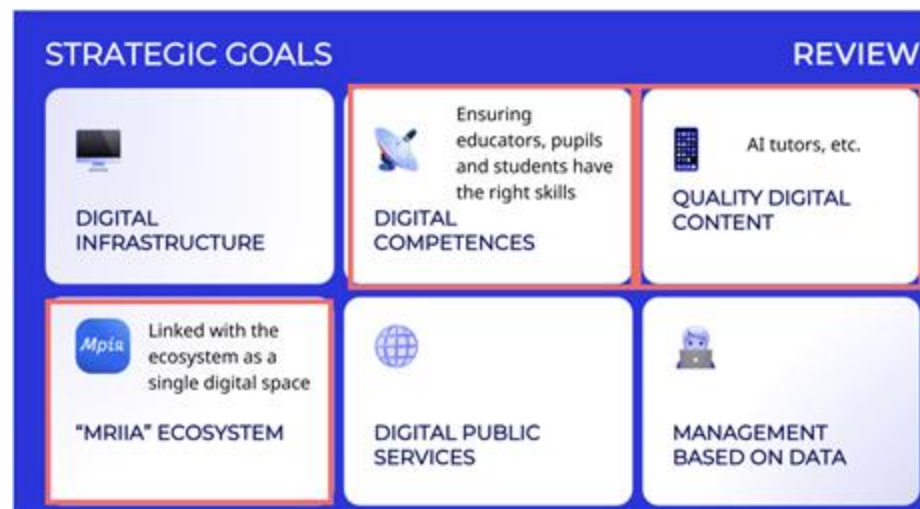 STRATEGIC GOALS
REVIEW
DIGITAL
INFRASTRUCTURE
Ensuring
educators, pupils
and students have
the right skills
DIGITAL
COMPETENCES
AI tutors, etc.
QUALITY DIGITAL
CONTENT
Мрія
Linked with the
ecosystem as a
single digital space
“MRIIA” ECOSYSTEM
DIGITAL PUBLIC
SERVICES
MANAGEMENT
BASED ON DATA